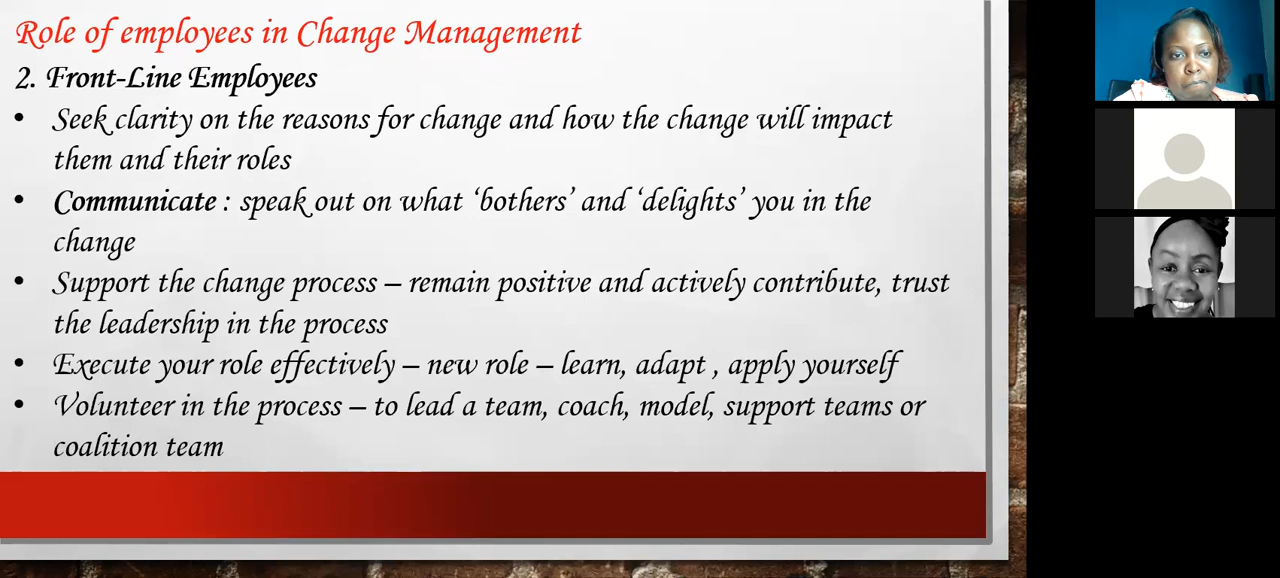 Role of employees in Change Management
2. Front-Line Employees
• Seek clarity on the reasons for change and how the change will impact
them and their roles
• Communicate : speak out on what ‘bothers’ and ‘delights’ you in the
change
• Support the change process – remain positive and actively contribute, trust
the leadership in the process
• Execute your role effectively – new role – learn, adapt , apply yourself
• Volunteer in the process – to lead a team, coach, model, support teams or
coalition team